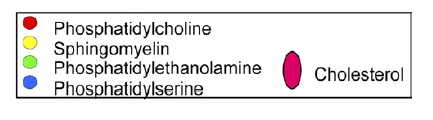 Phosphatidylcholine
Sphingomyelin
Phosphatidylethanolamine
Cholesterol
Phosphatidylserine